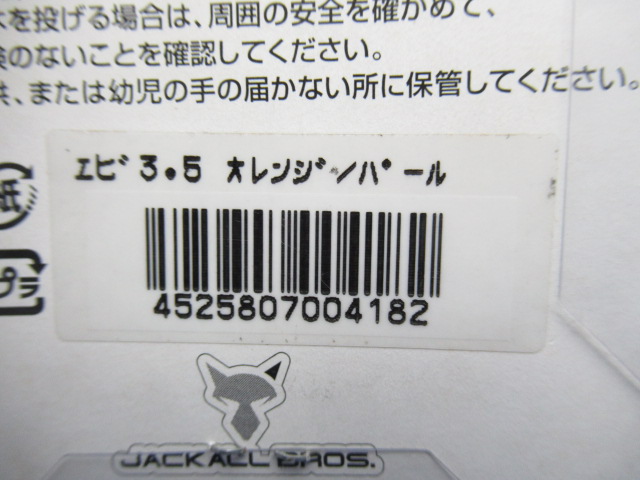 を投げる場合は、周囲の安全を確かめて、
のないことを確認してください。
、または幼児の手の届かない所に保管してください。
エビ3.5 オレンジ/パール
紙
プラ
4525807004182
JACKALL BROS.